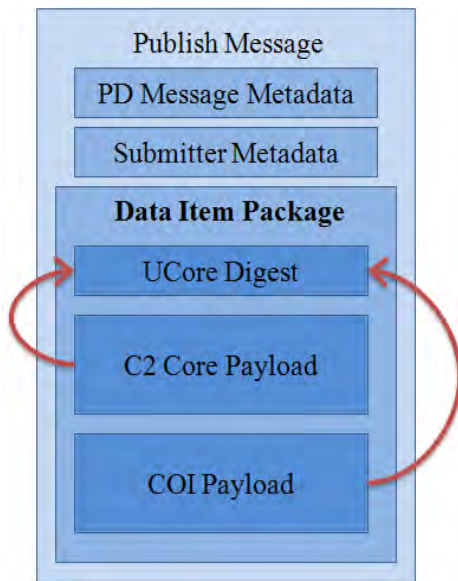 Publish Message
PD Message Metadata
Submitter Metadata
Data Item Package
UCore Digest
C2 Core Payload
COI Payload